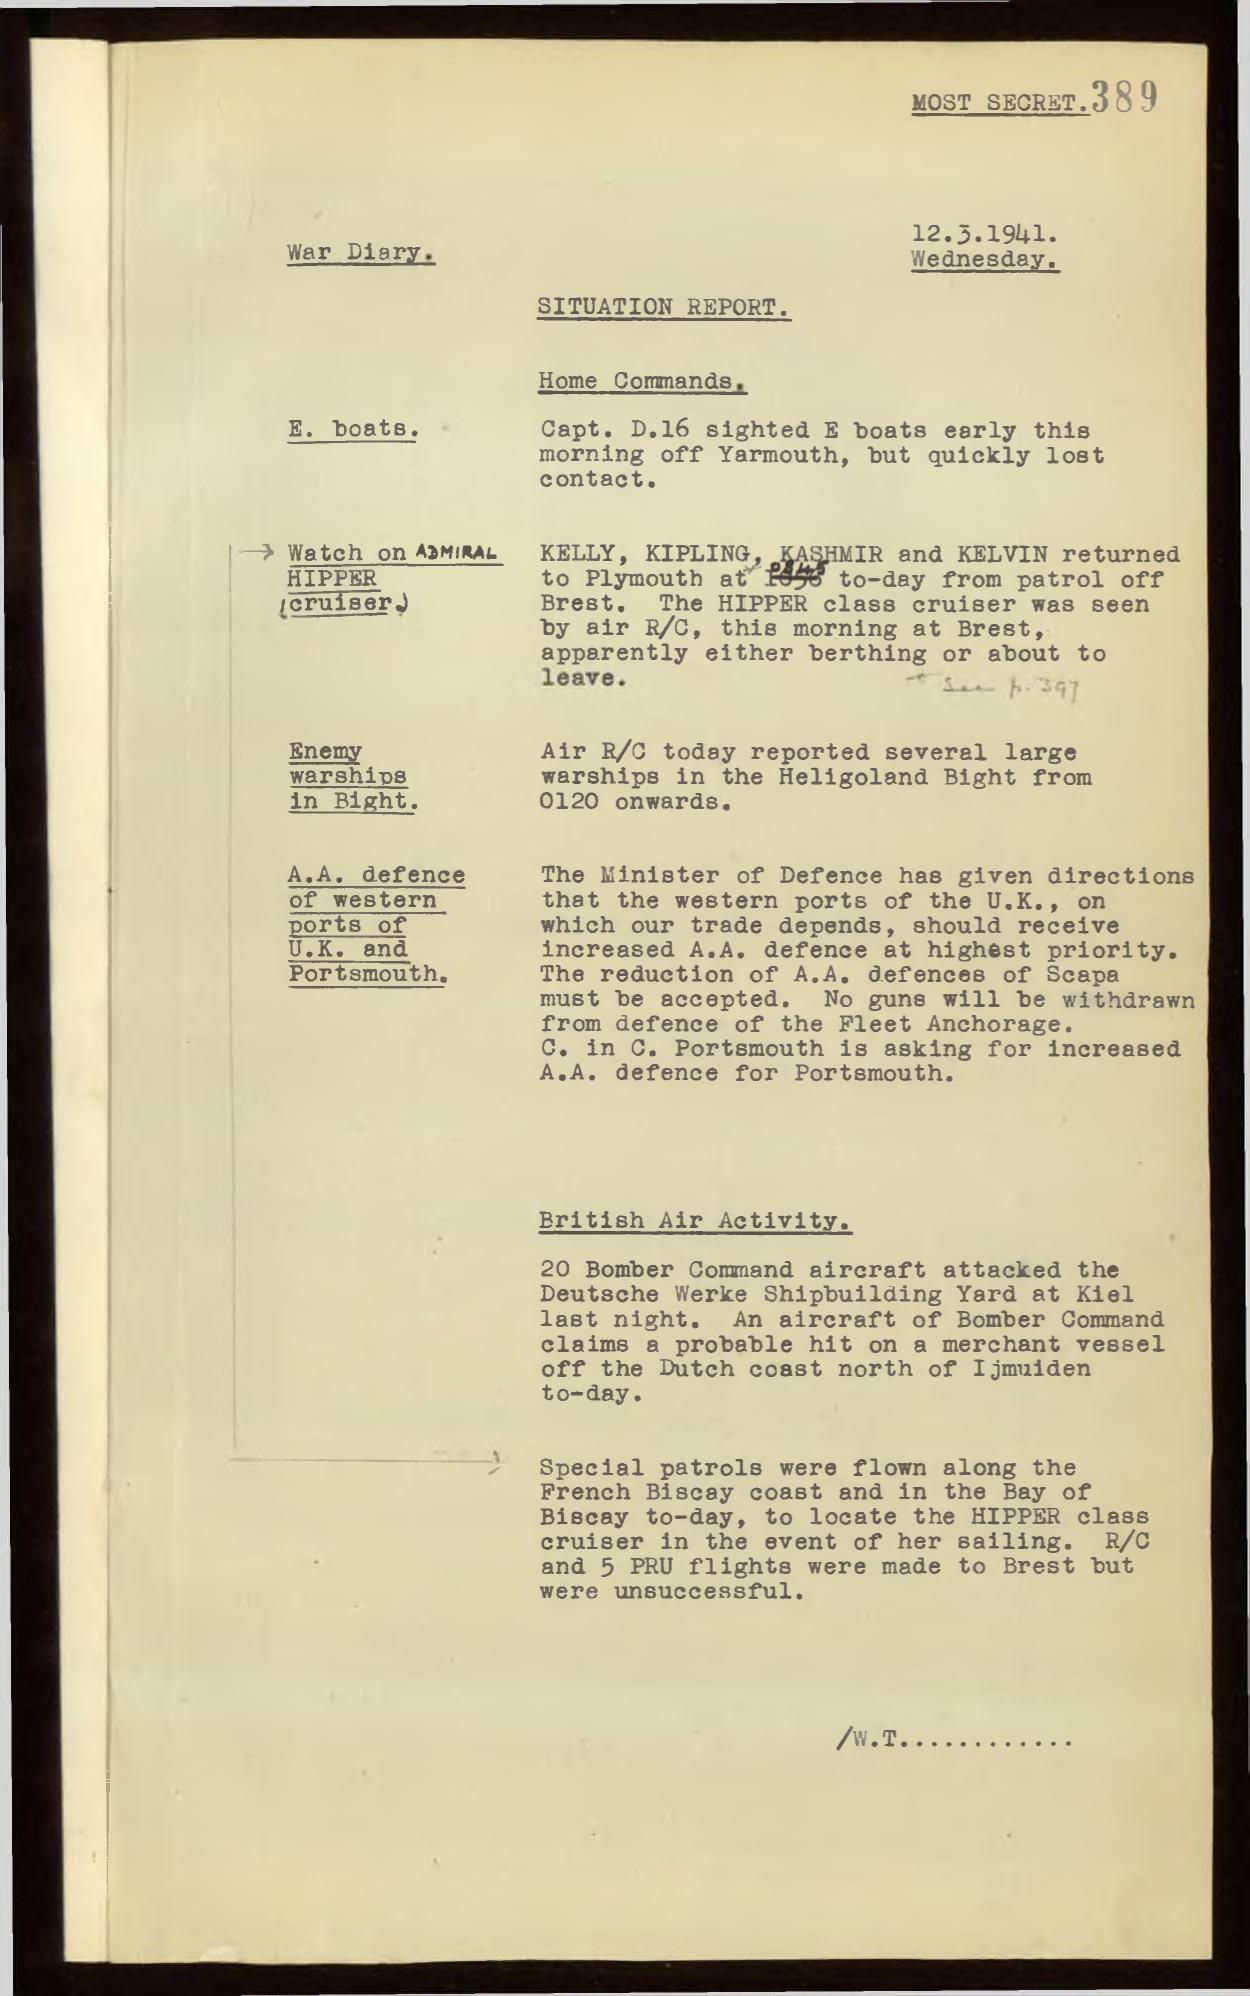 MOST SECRET. 389
12.3.1941.
War Diary.
Wednesday.
SITUATION REPORT.
Home Commands.
E. boats.
Capt. D.16 sighted E boats early this
morning off Yarmouth, but quickly lost
contact.
Watch on ADMIRAL
HIPPER
(cruiser.)
KELLY, KIPLING, KASHMIR and KELVIN returned
to Plymouth at 0845 to-day from patrol off
Brest. The HIPPER class cruiser was seen
by air R/C, this morning at Brest,
apparently either berthing or about to
leave.
See p. 397
Enemy
warships
in Bight.
Air R/C today reported several large
warships in the Heligoland Bight from
0120 onwards.
A.A. defence
of western
ports of
U.K. and
Portsmouth.
The Minister of Defence has given directions
that the western ports of the U.K., on
which our trade depends, should receive
increased A.A. defence at highest priority.
The reduction of A.A. defences of Scapa
must be accepted. No guns will be withdrawn
from defence of the Fleet Anchorage.
C. in C. Portsmouth is asking for increased
A.A. defence for Portsmouth.
British Air Activity.
20 Bomber Command aircraft attacked the
Deutsche Werke Shipbuilding Yard at Kiel
last night. An aircraft of Bomber Command
claims a probable hit on a merchant vessel
off the Dutch coast north of Ijmuiden
to-day.
Special patrols were flown along the
French Biscay coast and in the Bay of
Biscay to-day, to locate the HIPPER class
cruiser in the event of her sailing. R/C
and 5 PRU flights were made to Brest but
were unsuccessful.
/W.T............